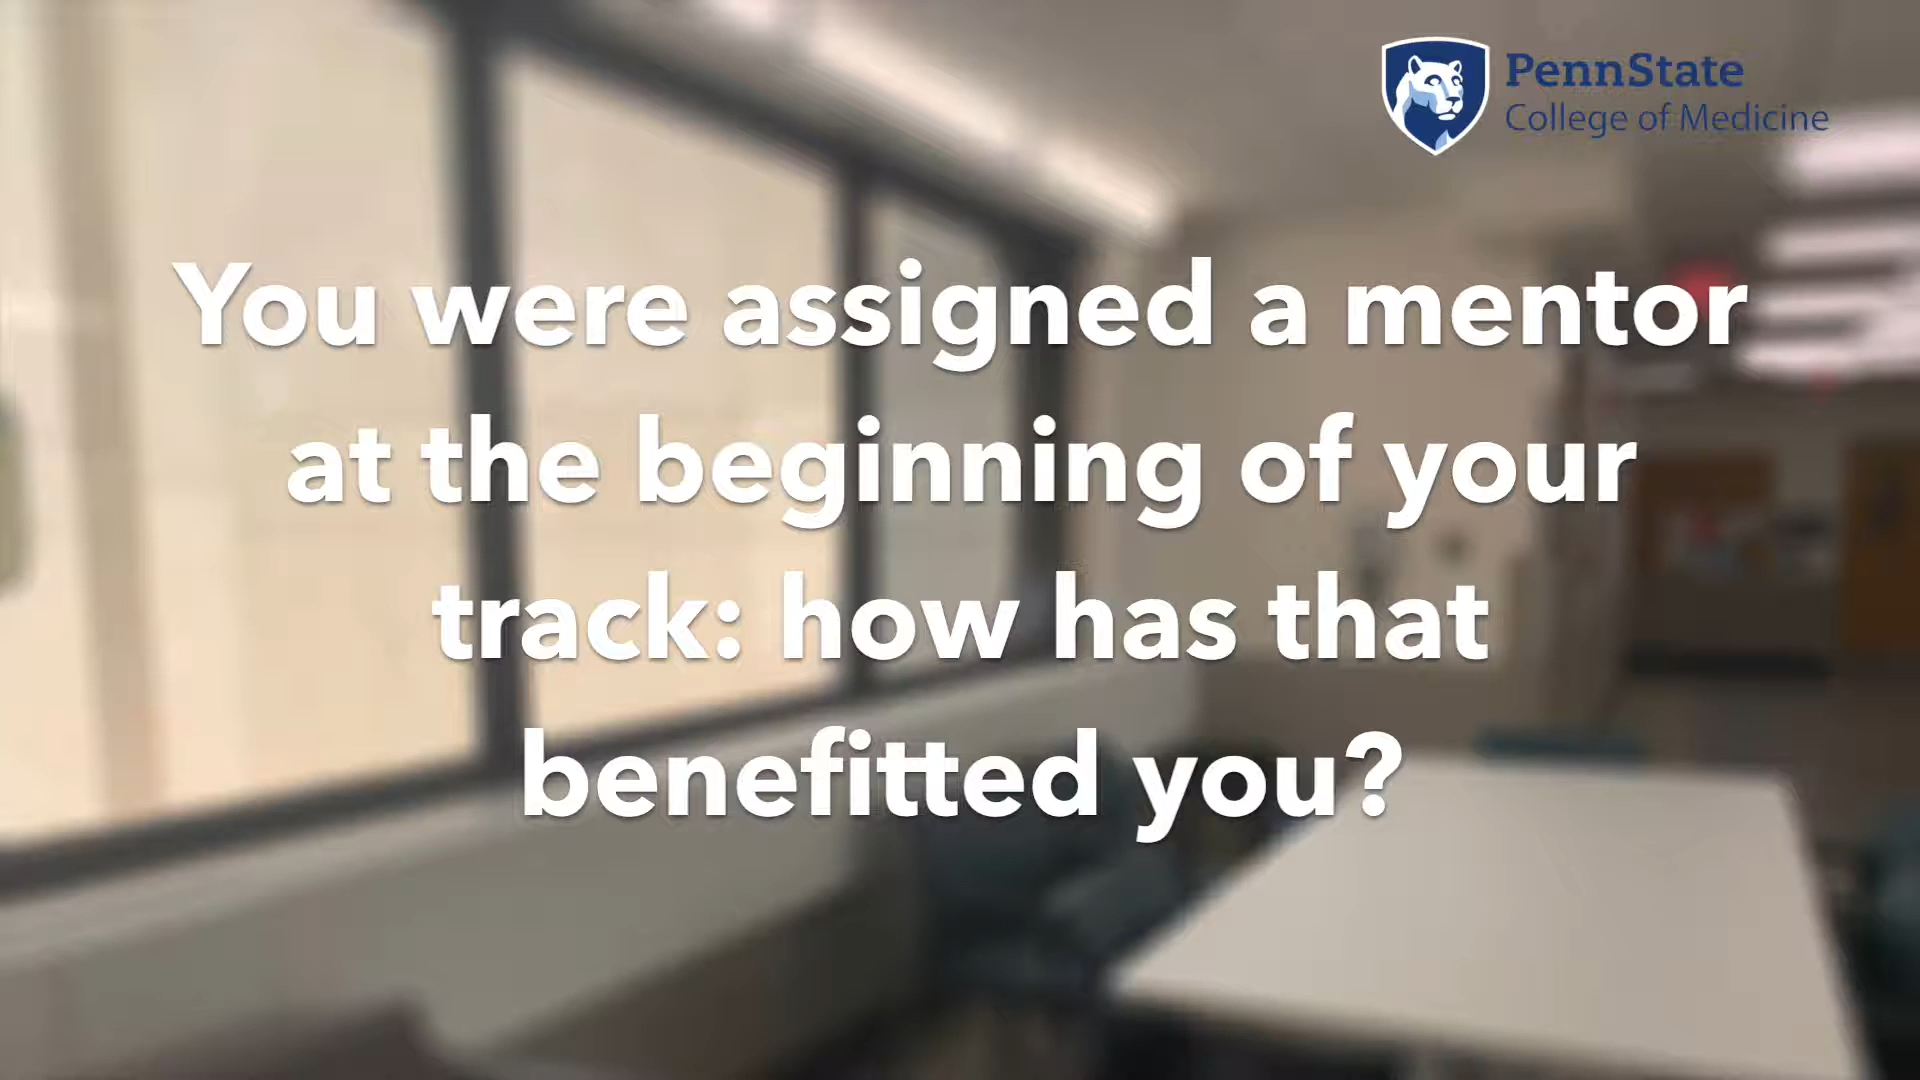 PennState
College of Medicine
You were assigned a mentor
at the beginning of your
track: how has that
benefitted you?